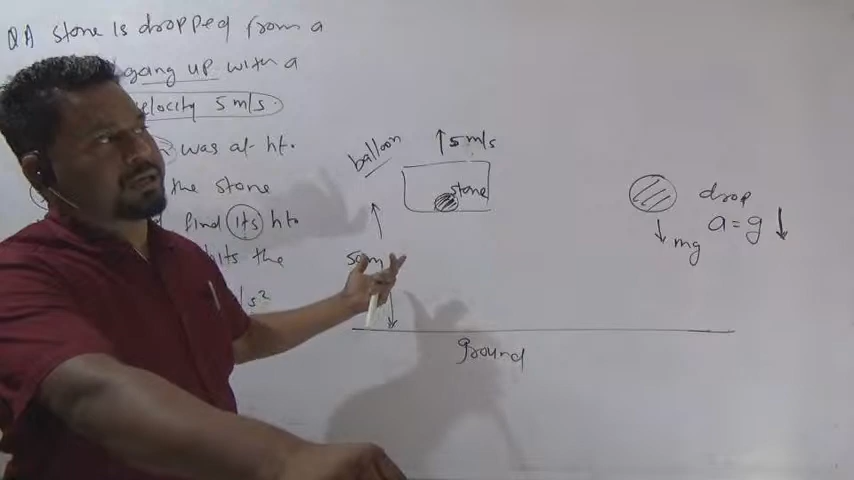 QA stone is dropped from a
going up with a
velocity 5 m/s.
was at ht.
the stone
find its ht
hits the
/s²
balloon
↑5 m/s
stone
50m
ground
drop
a = g ↓
↓ mg